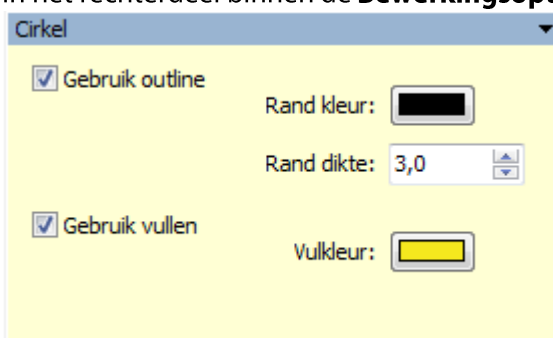 in het rechterdeel binnen de
Cirkel
Gebruik outline
Rand kleur:
Rand dikte: 3,0
Gebruik vullen
Vulkleur: